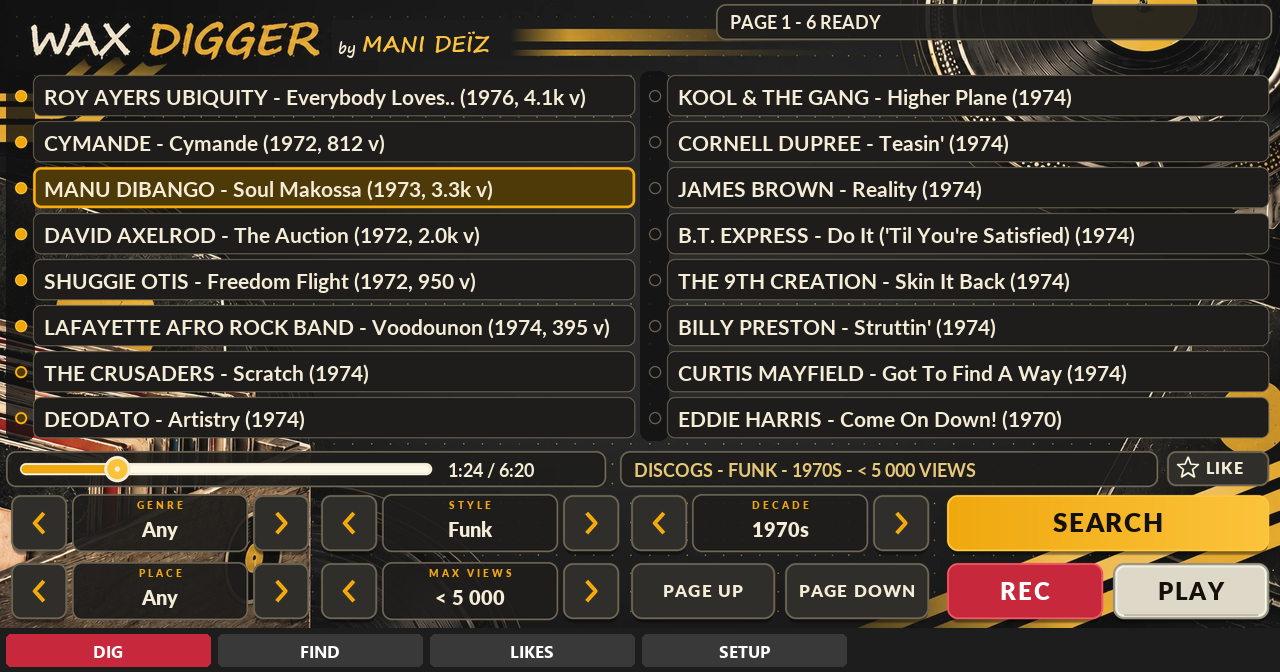 WAX DIGGER by MANI DEÏZ
PAGE 1 - 6 READY
ROY AYERS UBIQUITY - Everybody Loves.. (1976, 4.1k v)
CYMANDE - Cymande (1972, 812 v)
MANU DIBANGO - Soul Makossa (1973, 3.3k v)
DAVID AXELROD - The Auction (1972, 2.0k v)
SHUGGIE OTIS - Freedom Flight (1972, 950 v)
LAFAYETTE AFRO ROCK BAND - Voodounon (1974, 395 v)
THE CRUSADERS - Scratch (1974)
DEODATO - Artistry (1974)
KOOL & THE GANG - Higher Plane (1974)
CORNELL DUPREE - Teasin' (1974)
JAMES BROWN - Reality (1974)
B.T. EXPRESS - Do It ('Til You're Satisfied) (1974)
THE 9TH CREATION - Skin It Back (1974)
BILLY PRESTON - Struttin' (1974)
CURTIS MAYFIELD - Got To Find A Way (1974)
EDDIE HARRIS - Come On Down! (1970)
1:24 / 6:20
DISCOGS - FUNK - 1970S - < 5 000 VIEWS
LIKE
GENRE
Any
STYLE
Funk
DECADE
1970s
SEARCH
PLACE
Any
MAX VIEWS
< 5 000
PAGE UP
PAGE DOWN
REC
PLAY
DIG
FIND
LIKES
SETUP